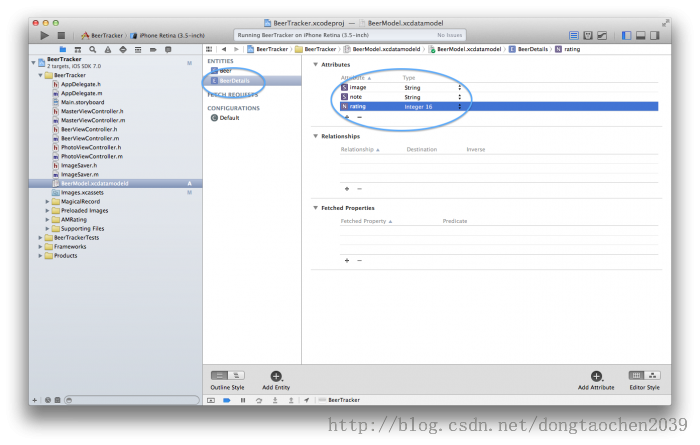 BeerTracker.xcodeproj — BeerModel.xcdatamodel
BeerTracker 〉 iPhone Retina (3.5-inch)
Running BeerTracker on iPhone Retina (3.5-inch)
No Issues
BeerTracker 〉 BeerTracker 〉 BeerModel.xcdatamodeld 〉 BeerModel.xcdatamodel 〉 E BeerDetails 〉 N rating
BeerTracker
2 targets, iOS SDK 7.0
M
BeerTracker
h AppDelegate.h
m AppDelegate.m
Main.storyboard
h MasterViewController.h
m MasterViewController.m
h BeerViewController.h
m BeerViewController.m
h PhotoViewController.h
m PhotoViewController.m
h ImageSaver.h
m ImageSaver.m
BeerModel.xcdatamodeld A
Images.xcassets M
MagicalRecord
Preloaded Images
AMRating
Supporting Files
BeerTrackerTests
Frameworks
Products
ENTITIES
E Beer
E BeerDetails
FETCH REQUESTS
CONFIGURATIONS
C Default
Attributes
Attribute Type
S image String
S note String
N rating Integer 16
+ −
Relationships
Relationship Destination Inverse
+ −
Fetched Properties
Fetched Property Predicate
+ −
Outline Style
Add Entity
Add Attribute
Editor Style
BeerTracker
http://blog.csdn.net/dongtaochen2039